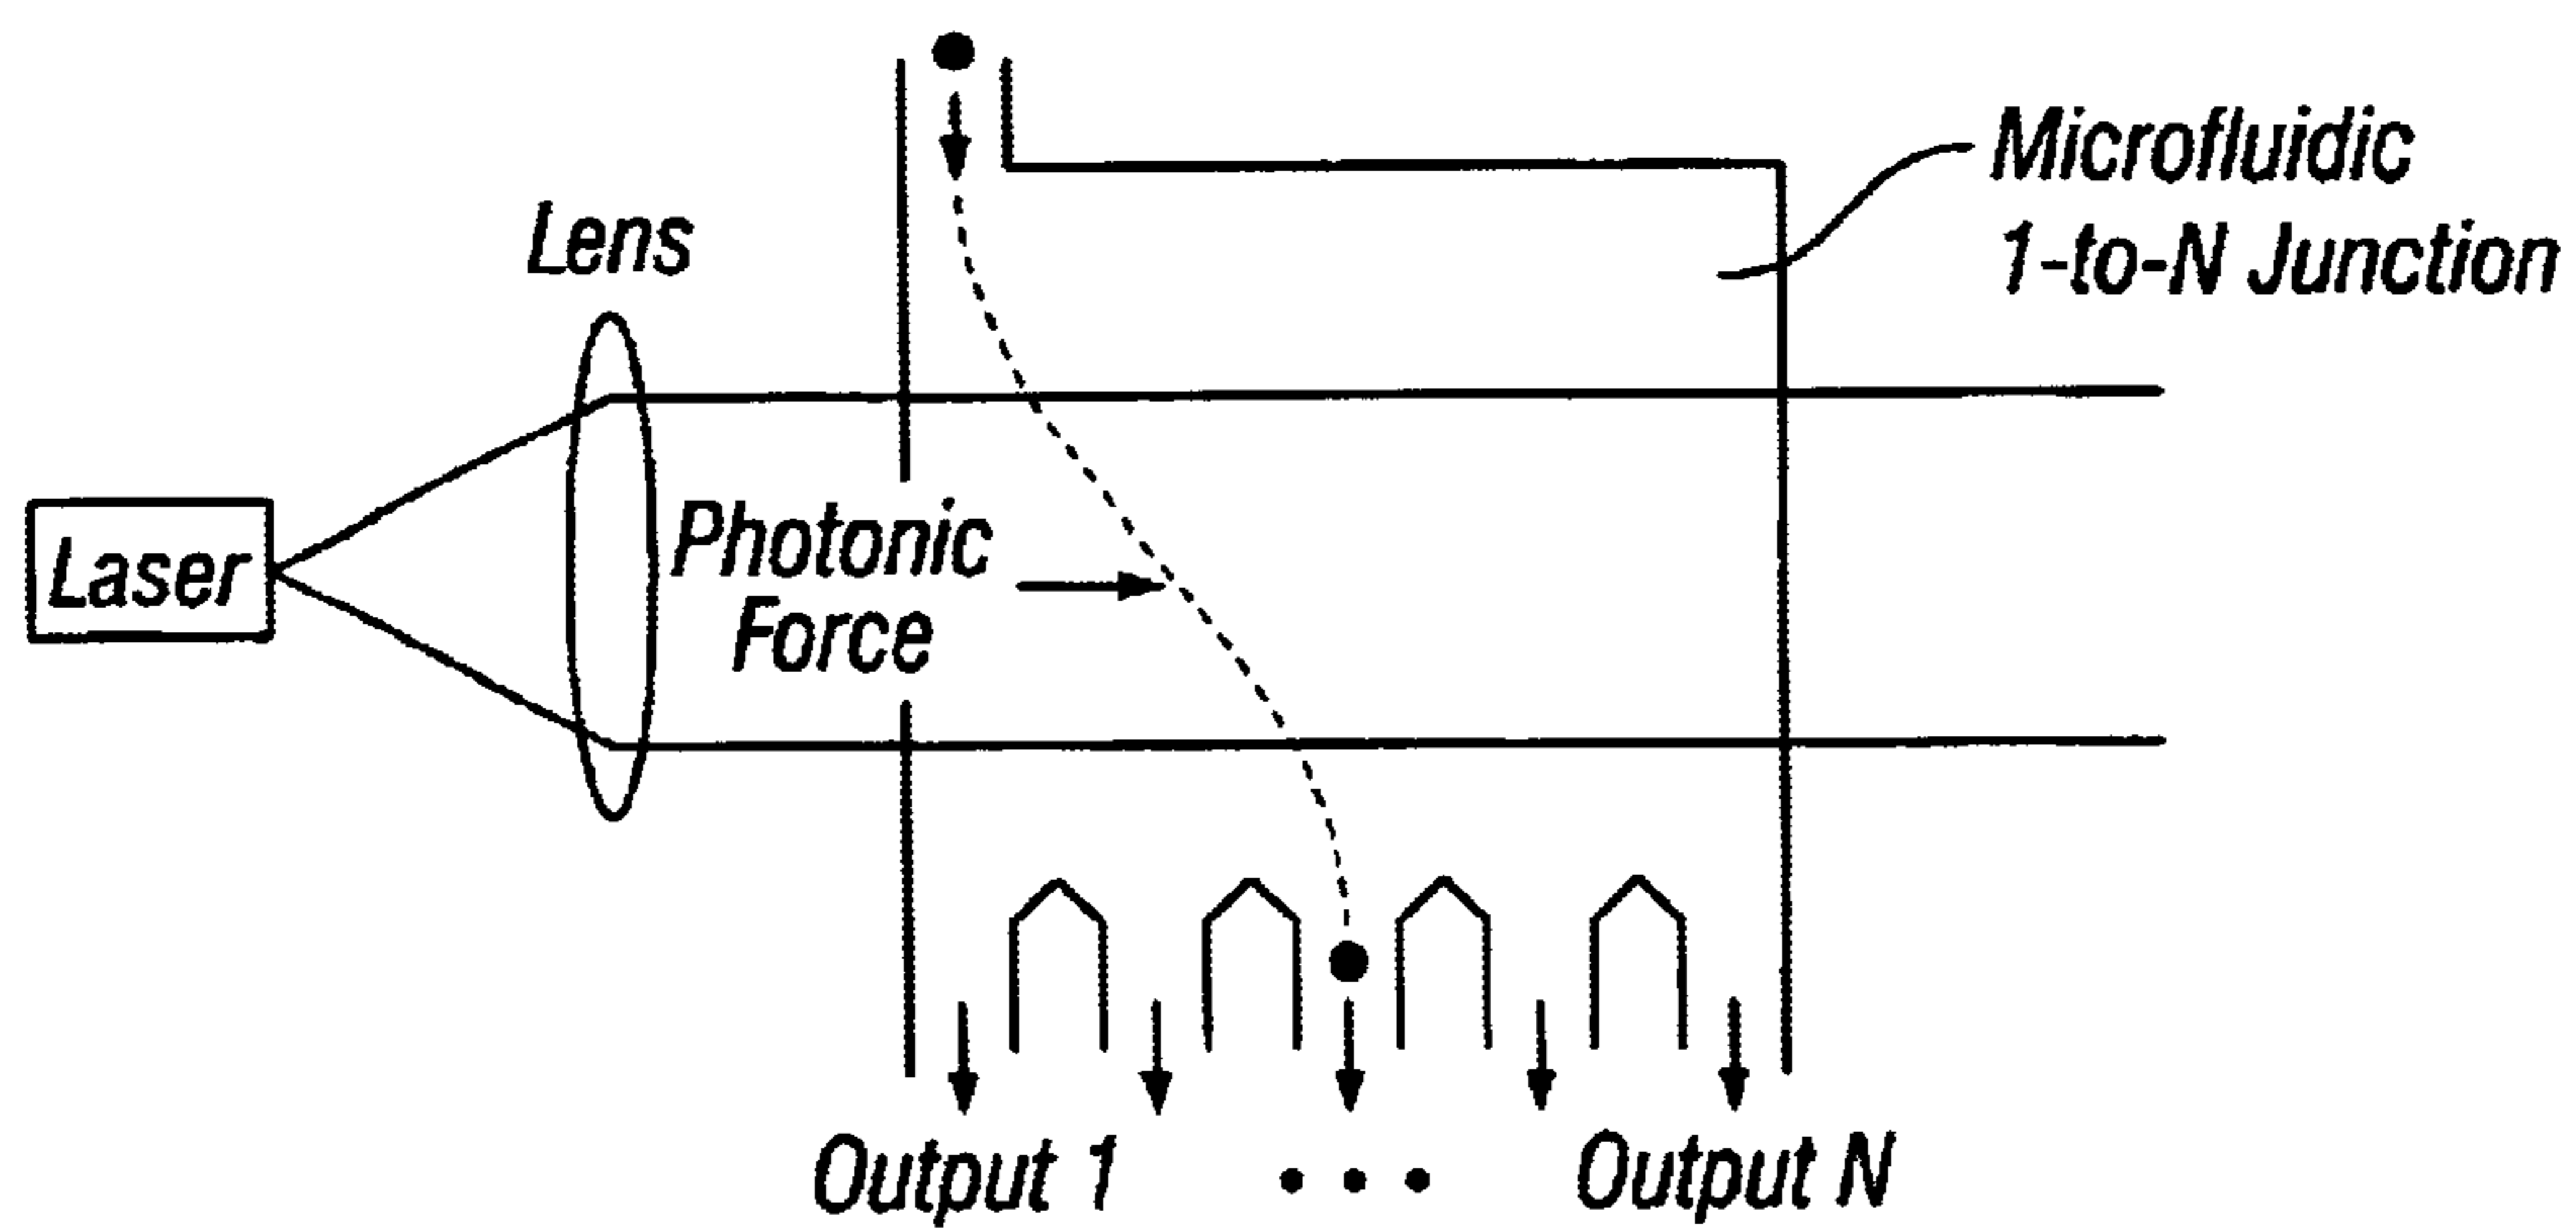 Microfluidic
1-to-N Junction
Lens
Photonic
Force
Laser
Output 1 • • • Output N